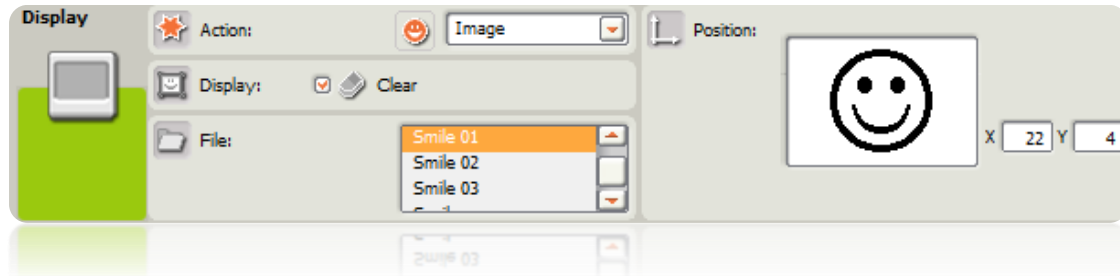 Display
Action: Image
Position:
Display: Clear
File:
Smile 01
Smile 02
Smile 03
X 22 Y 4